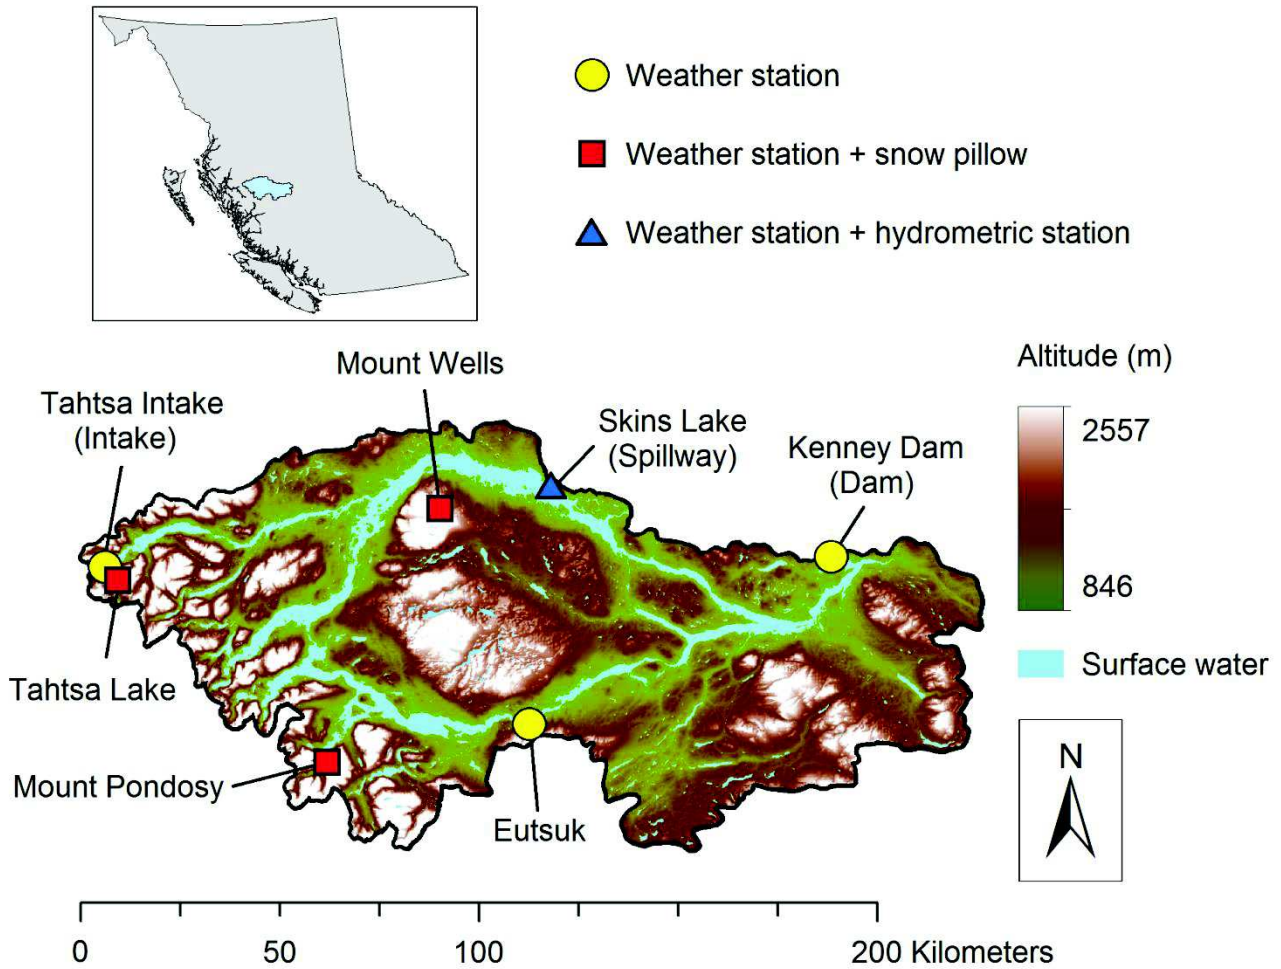 Weather station
Weather station + snow pillow
Weather station + hydrometric station
Mount Wells
Tahtsa Intake
(Intake)
Skins Lake
(Spillway)
Kenney Dam
(Dam)
Altitude (m)
2557
846
Surface water
Tahtsa Lake
Mount Pondosy
Eutsuk
N
0 50 100 200 Kilometers